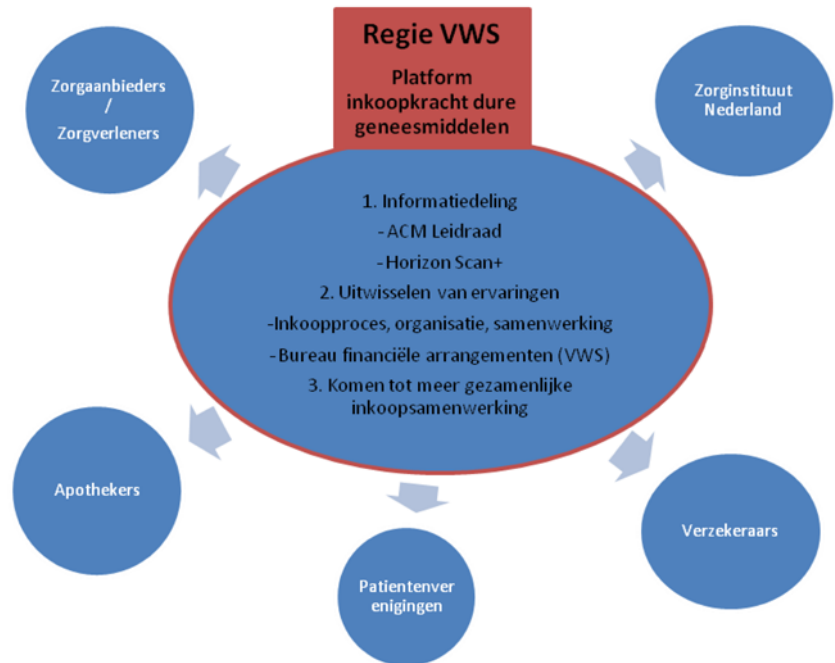 Regie VWS
Platform
inkoopkracht dure
geneesmiddelen
Zorgaanbieders
/
Zorgverleners
Zorginstituut
Nederland
1. Informatiedeling
-ACM Leidraad
-Horizon Scan+
2. Uitwisselen van ervaringen
-Inkoopproces, organisatie, samenwerking
-Bureau financiële arrangementen (VWS)
3. Komen tot meer gezamenlijke
inkoopsamenwerking
Apothekers
Verzekeraars
Patientenver
enigingen